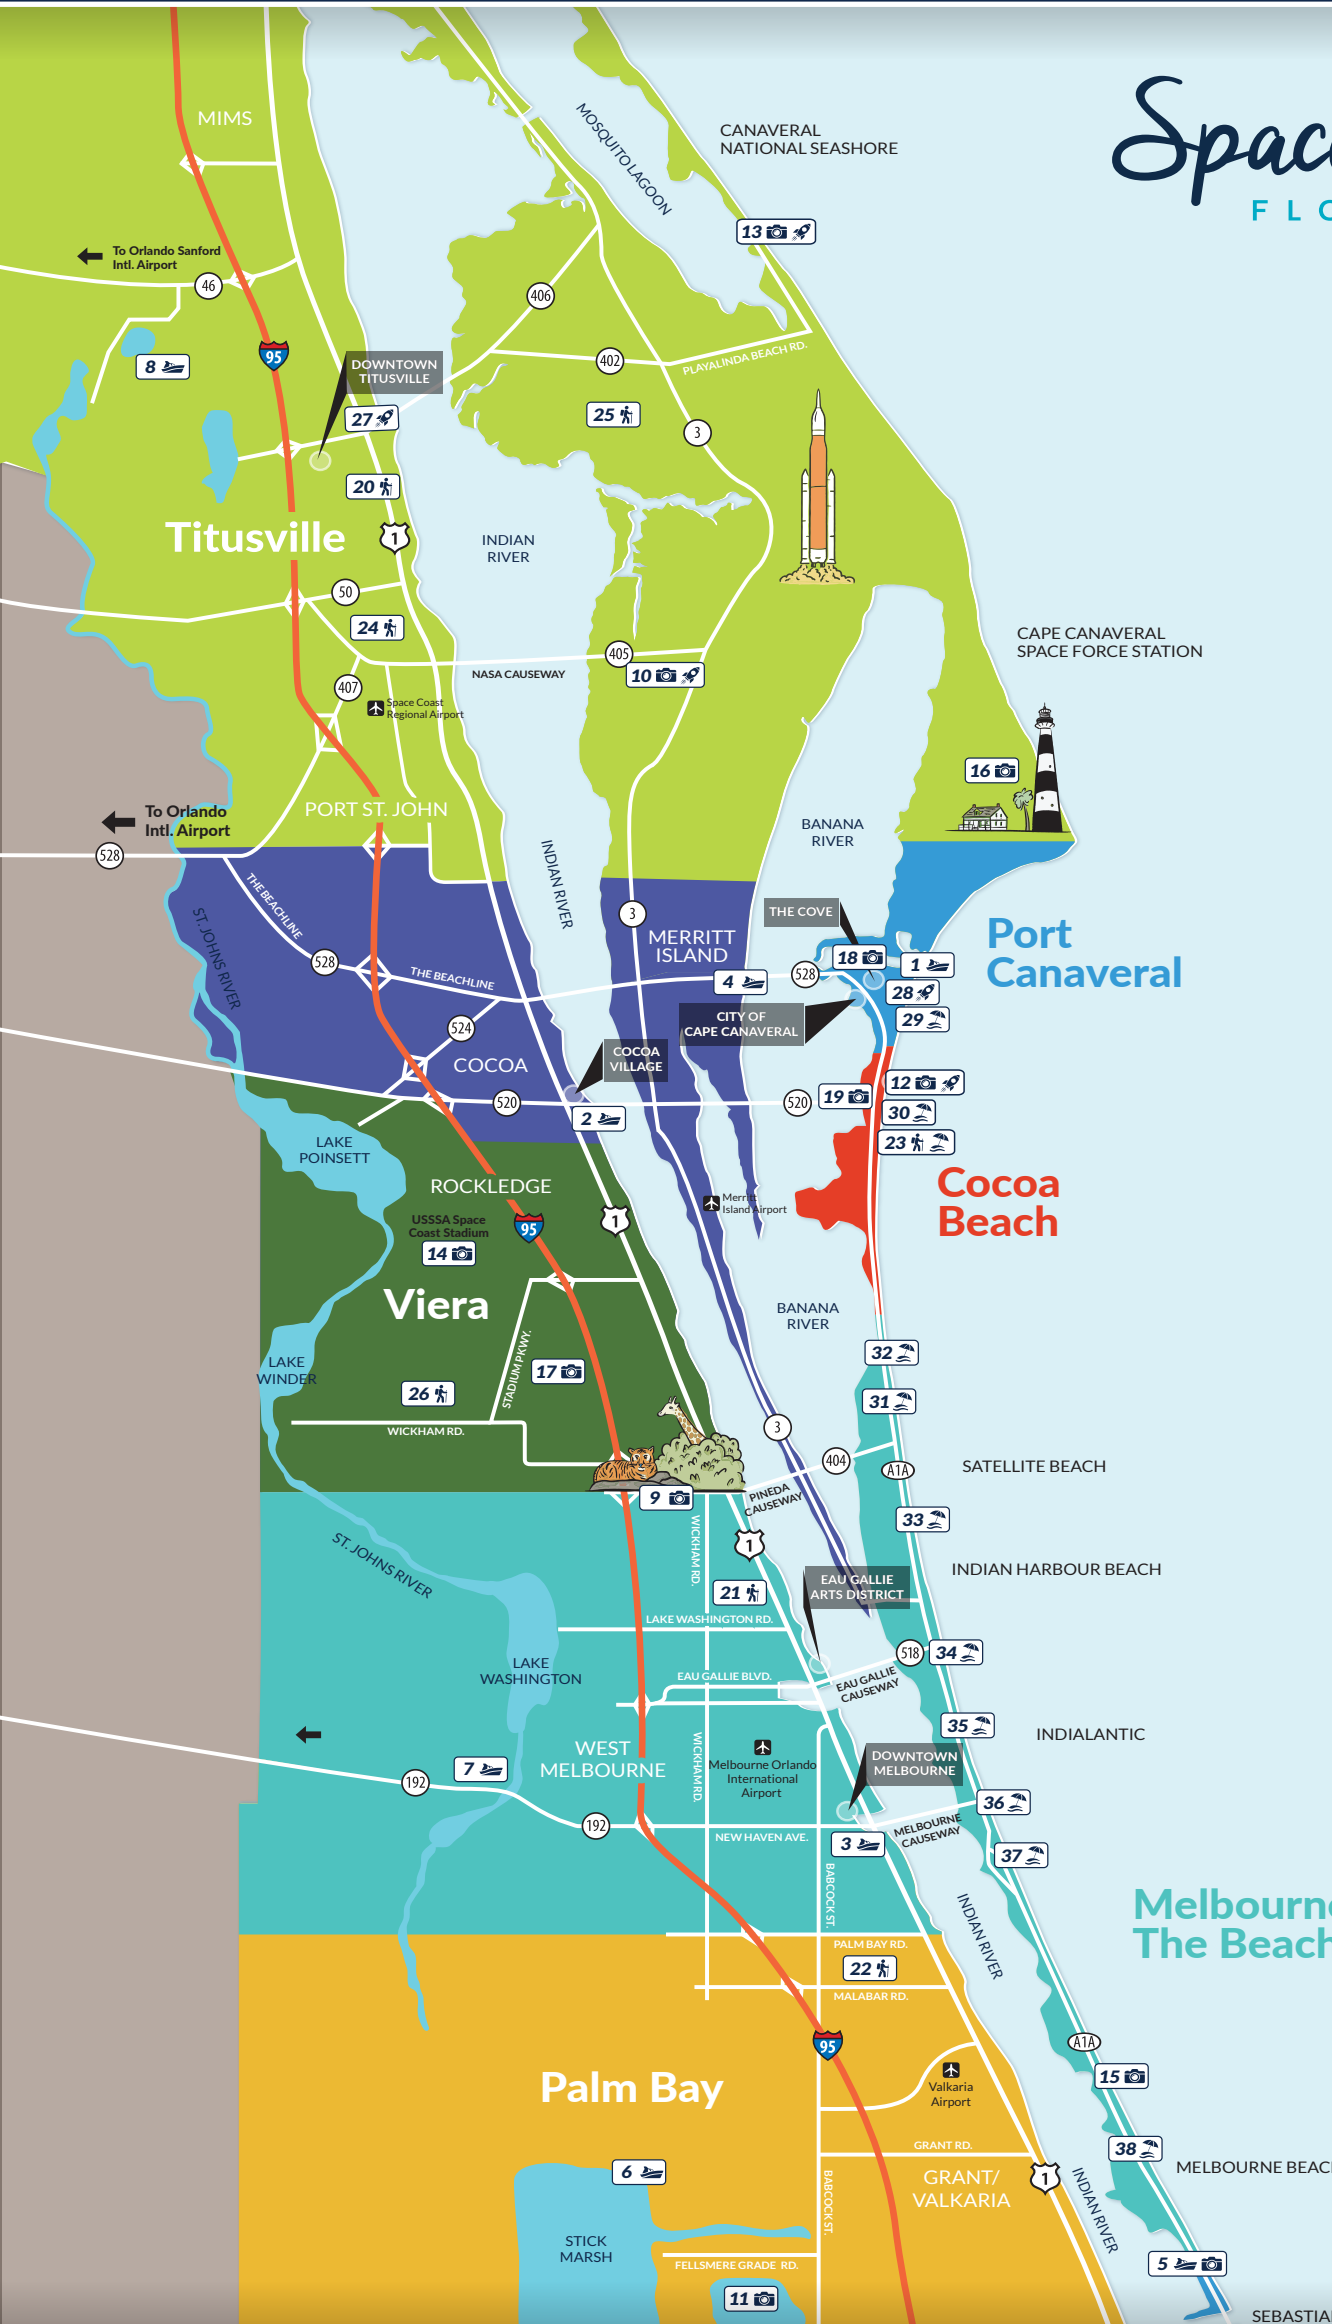 Space
FLO
MIMS
MOSQUITO LAGOON
CANAVERAL
NATIONAL SEASHORE
13
To Orlando Sanford
Intl. Airport
46
406
95
8
DOWNTOWN
TITUSVILLE
402
PLAYALINDA BEACH RD.
27
25
3
20
Titusville
1
INDIAN
RIVER
50
24
CAPE CANAVERAL
SPACE FORCE STATION
405
NASA CAUSEWAY
10
407
Space Coast
Regional Airport
16
To Orlando
Intl. Airport
PORT ST. JOHN
528
BANANA
RIVER
INDIAN RIVER
THE BEACHLINE
ST. JOHNS RIVER
3
THE COVE
MERRITT
ISLAND
Port
Canaveral
528
THE BEACHLINE
4
528
18
1
28
29
CITY OF
CAPE CANAVERAL
524
COCOA
COCOA
VILLAGE
520
2
520
19
12
30
23
LAKE
POINSETT
ROCKLEDGE
Cocoa
Beach
USSSA Space
Coast Stadium
95
1
Merritt
Island Airport
14
Viera
BANANA
RIVER
32
LAKE
WINDER
STADIUM PKWY.
17
26
31
WICKHAM RD.
3
404
A1A
SATELLITE BEACH
9
PINEDA
CAUSEWAY
33
WICKHAM RD.
1
ST. JOHNS RIVER
INDIAN HARBOUR BEACH
21
EAU GALLIE
ARTS DISTRICT
LAKE WASHINGTON RD.
518
34
LAKE
WASHINGTON
EAU GALLIE BLVD.
EAU GALLIE
CAUSEWAY
35
INDIALANTIC
WEST
MELBOURNE
WICKHAM RD.
Melbourne Orlando
International
Airport
DOWNTOWN
MELBOURNE
7
192
192
36
NEW HAVEN AVE.
3
MELBOURNE
CAUSEWAY
37
BABCOCK ST.
INDIAN RIVER
Melbourne
The Beach
PALM BAY RD.
22
MALABAR RD.
95
A1A
Palm Bay
Valkaria
Airport
15
38
GRANT RD.
6
BABCOCK ST.
GRANT/
VALKARIA
1
INDIAN RIVER
MELBOURNE BEAC
STICK
MARSH
FELLSMERE GRADE RD.
5
11
SEBASTIA